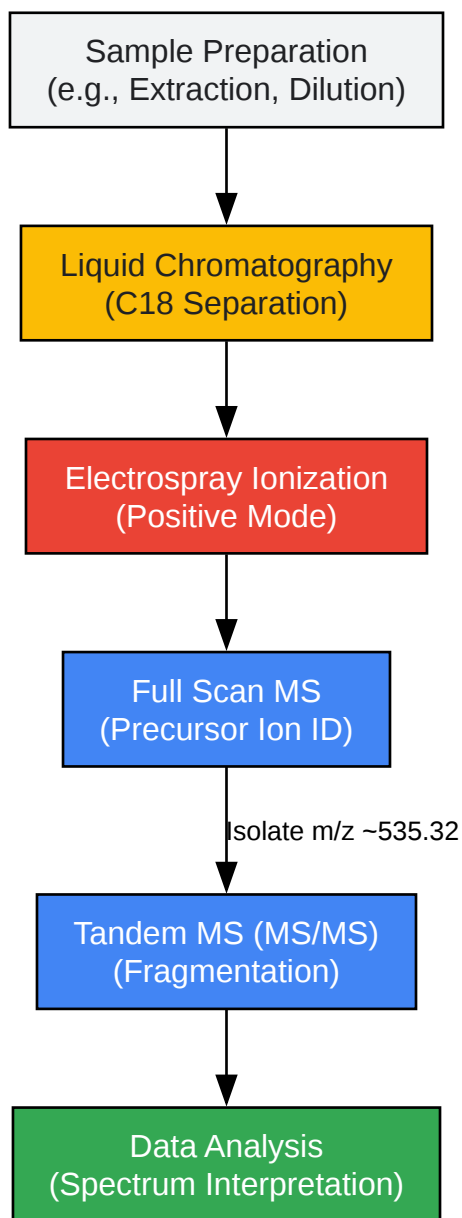 Sample Preparation
(e.g., Extraction, Dilution)
Liquid Chromatography
(C18 Separation)
Electrospray Ionization
(Positive Mode)
Full Scan MS
(Precursor Ion ID)
Isolate m/z ~535.32
Tandem MS (MS/MS)
(Fragmentation)
Data Analysis
(Spectrum Interpretation)